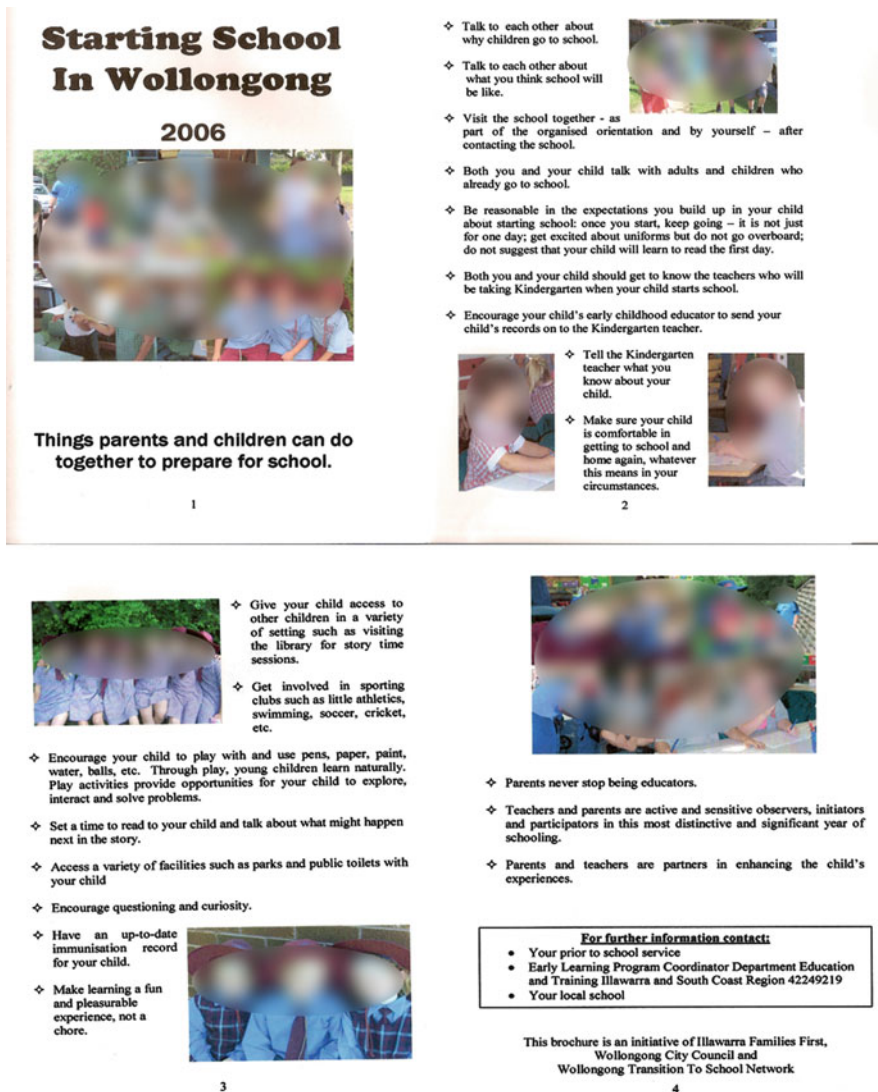 Starting School
In Wollongong
2006
Things parents and children can do
together to prepare for school.
1
✧ Talk to each other about
why children go to school.
✧ Talk to each other about
what you think school will
be like.
✧ Visit the school together - as
part of the organised orientation and by yourself – after
contacting the school.
✧ Both you and your child talk with adults and children who
already go to school.
✧ Be reasonable in the expectations you build up in your child
about starting school: once you start, keep going – it is not just
for one day; get excited about uniforms but do not go overboard;
do not suggest that your child will learn to read the first day.
✧ Both you and your child should get to know the teachers who will
be taking Kindergarten when your child starts school.
✧ Encourage your child's early childhood educator to send your
child's records on to the Kindergarten teacher.
✧ Tell the Kindergarten
teacher what you
know about your
child.
✧ Make sure your child
is comfortable in
getting to school and
home again, whatever
this means in your
circumstances.
2
✧ Give your child access to
other children in a variety
of setting such as visiting
the library for story time
sessions.
✧ Get involved in sporting
clubs such as little athletics,
swimming, soccer, cricket,
etc.
✧ Encourage your child to play with and use pens, paper, paint,
water, balls, etc. Through play, young children learn naturally.
Play activities provide opportunities for your child to explore,
interact and solve problems.
✧ Set a time to read to your child and talk about what might happen
next in the story.
✧ Access a variety of facilities such as parks and public toilets with
your child
✧ Encourage questioning and curiosity.
✧ Have an up-to-date
immunisation record
for your child.
✧ Make learning a fun
and pleasurable
experience, not a
chore.
3
✧ Parents never stop being educators.
✧ Teachers and parents are active and sensitive observers, initiators
and participators in this most distinctive and significant year of
schooling.
✧ Parents and teachers are partners in enhancing the child's
experiences.
For further information contact:
• Your prior to school service
• Early Learning Program Coordinator Department Education
and Training Illawarra and South Coast Region 42249219
• Your local school
This brochure is an initiative of Illawarra Families First,
Wollongong City Council and
Wollongong Transition To School Network
4